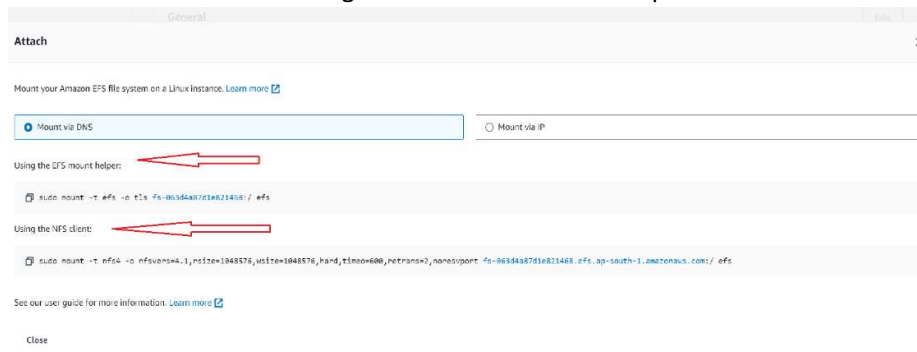 General
Edit
Attach
Mount your Amazon EFS file system on a Linux instance. Learn more
Mount via DNS
Mount via IP
Using the EFS mount helper:
sudo mount -t efs -o tls fs-063d4a87d1e821468:/ efs
Using the NFS client:
sudo mount -t nfs4 -o nfsvers=4.1,rsize=1048576,wsize=1048576,hard,timeo=600,retrans=2,noresvport fs-063d4a87d1e821468.efs.ap-south-1.amazonaws.com:/ efs
See our user guide for more information. Learn more
Close